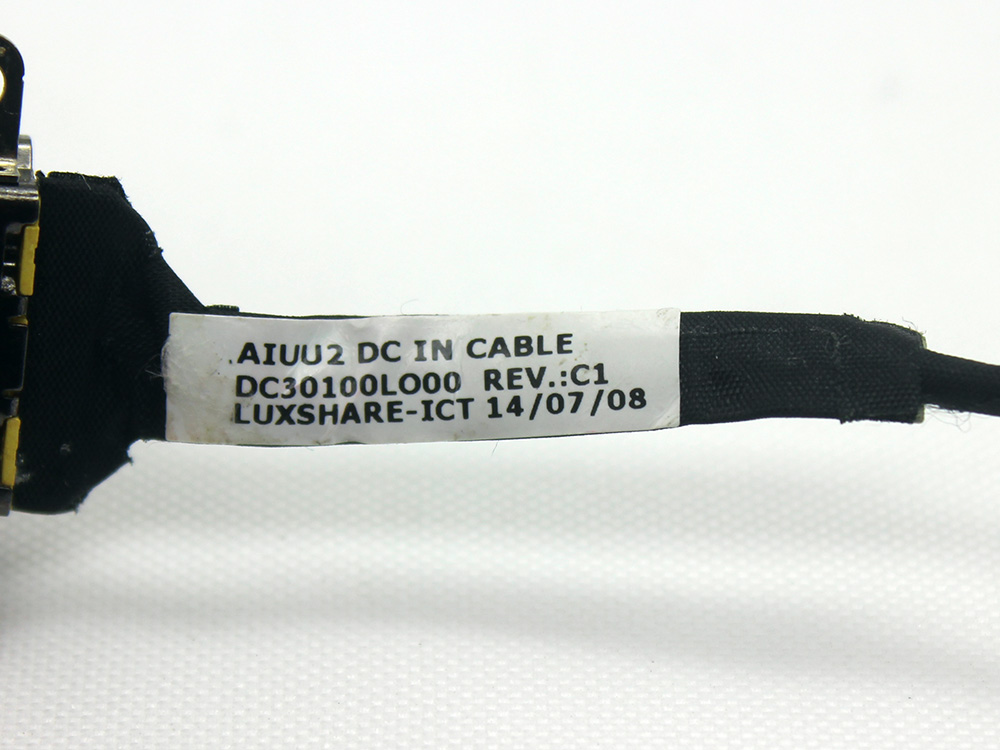 AIUU2 DC IN CABLE
DC30100LO00 REV.:C1
LUXSHARE-ICT 14/07/08